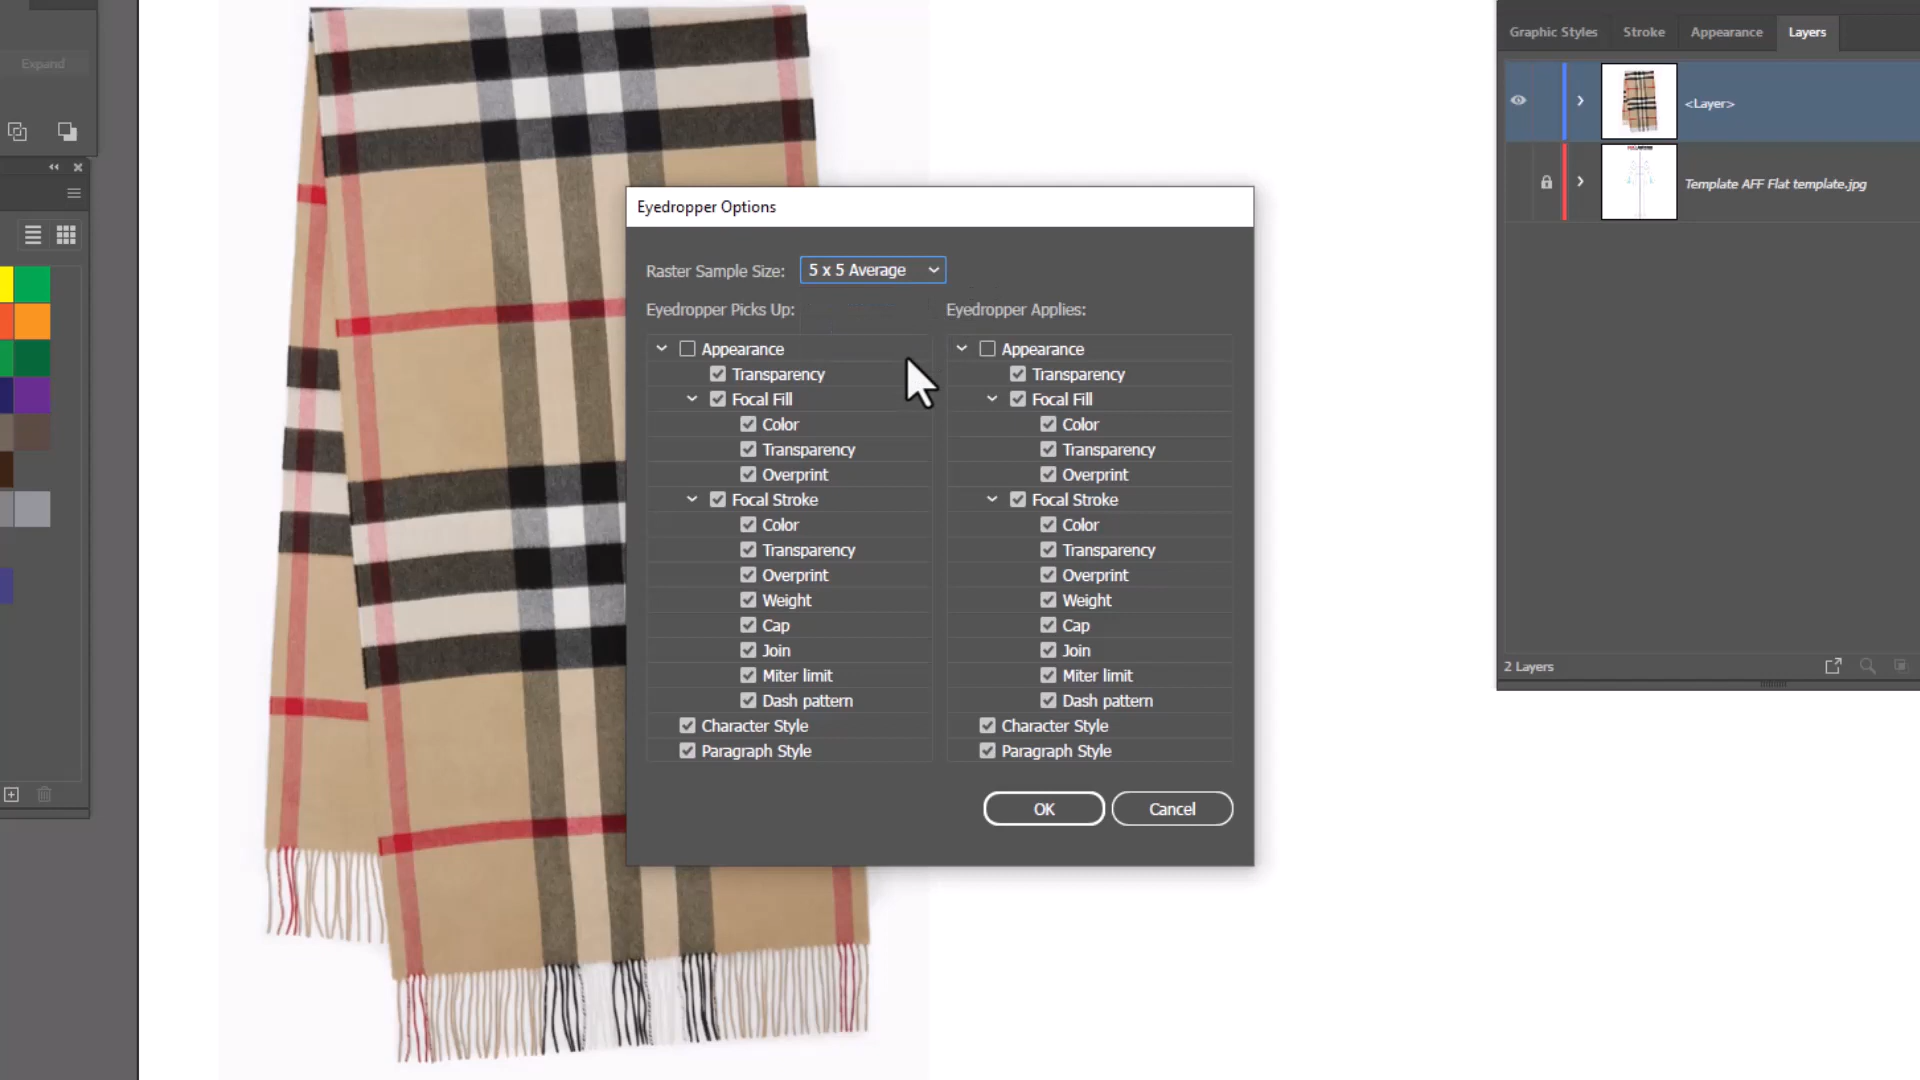 Expand
Graphic Styles Stroke Appearance Layers
<Layer>
Template AFF Flat template.jpg
2 Layers
Eyedropper Options
Raster Sample Size: 5 x 5 Average
Eyedropper Picks Up:
Appearance
Transparency
Focal Fill
Color
Transparency
Overprint
Focal Stroke
Color
Transparency
Overprint
Weight
Cap
Join
Miter limit
Dash pattern
Character Style
Paragraph Style
Eyedropper Applies:
Appearance
Transparency
Focal Fill
Color
Transparency
Overprint
Focal Stroke
Color
Transparency
Overprint
Weight
Cap
Join
Miter limit
Dash pattern
Character Style
Paragraph Style
OK Cancel